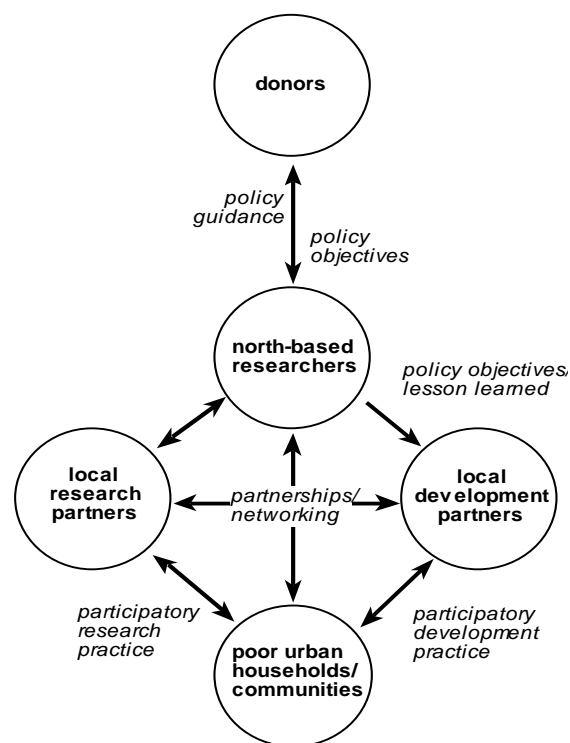 donors
policy
guidance
policy
objectives
north-based
researchers
policy objectives/
lesson learned
local
research
partners
partnerships/
networking
local
development
partners
participatory
research
practice
poor urban
households/
communities
participatory
development
practice